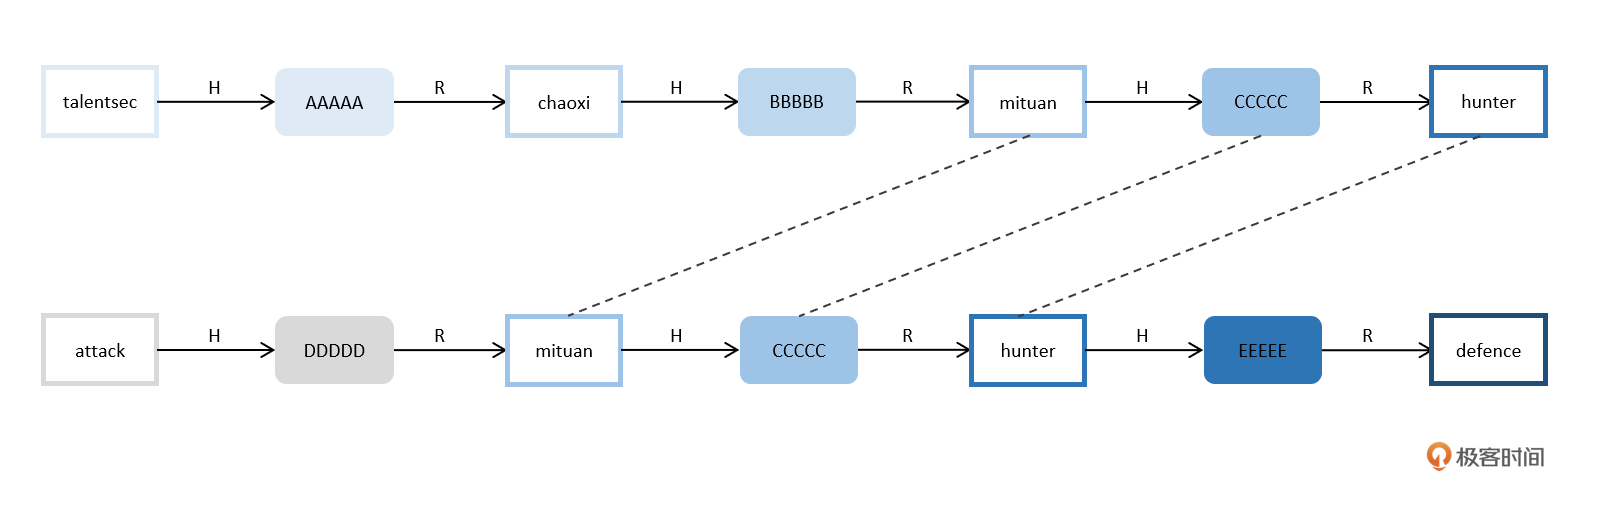 talentsec H AAAAA R chaoxi H BBBBB R mituan H CCCCC R hunter
attack H DDDDD R mituan H CCCCC R hunter H EEEEE R defence
极客时间